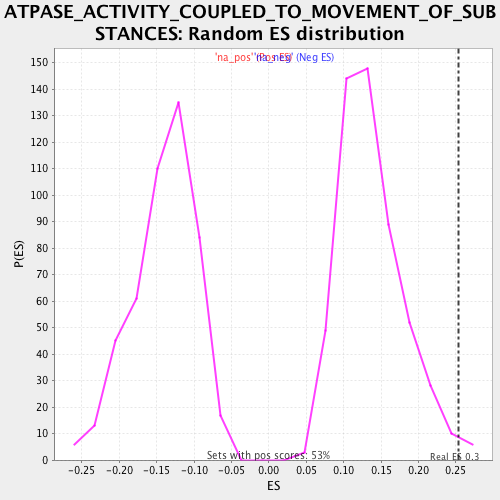 ATPASE_ACTIVITY_COUPLED_TO_MOVEMENT_OF_SUB
STANCES: Random ES distribution
'na_pos' (Pos ES) 'na_neg' (Neg ES)
150
140
130
120
110
100
90
80
70
60
50
40
30
20
10
0
P(ES)
Sets with pos scores: 53%
Real ES 0.3
-0.25 -0.20 -0.15 -0.10 -0.05 0.00 0.05 0.10 0.15 0.20 0.25
ES